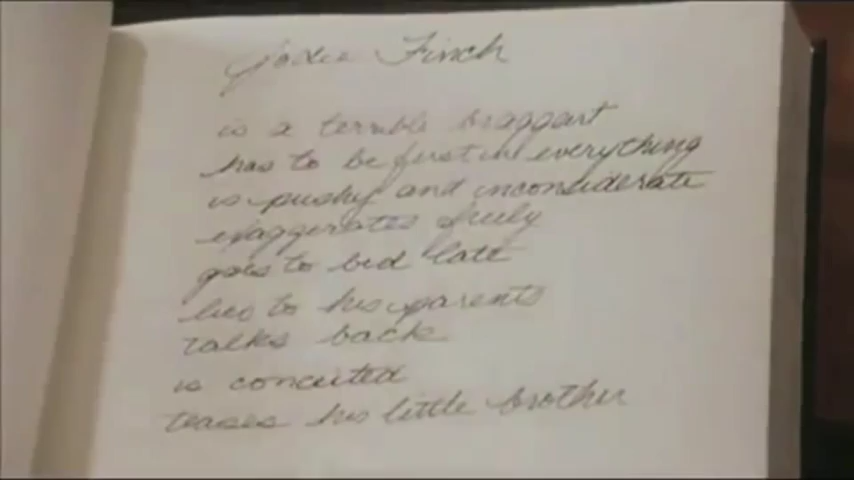 Jodie Finch
is a terrible braggart
has to be first in everything
is pushy and inconsiderate
exaggerates freely
goes to bed late
lies to his parents
talks back
is conceited
teases his little brother